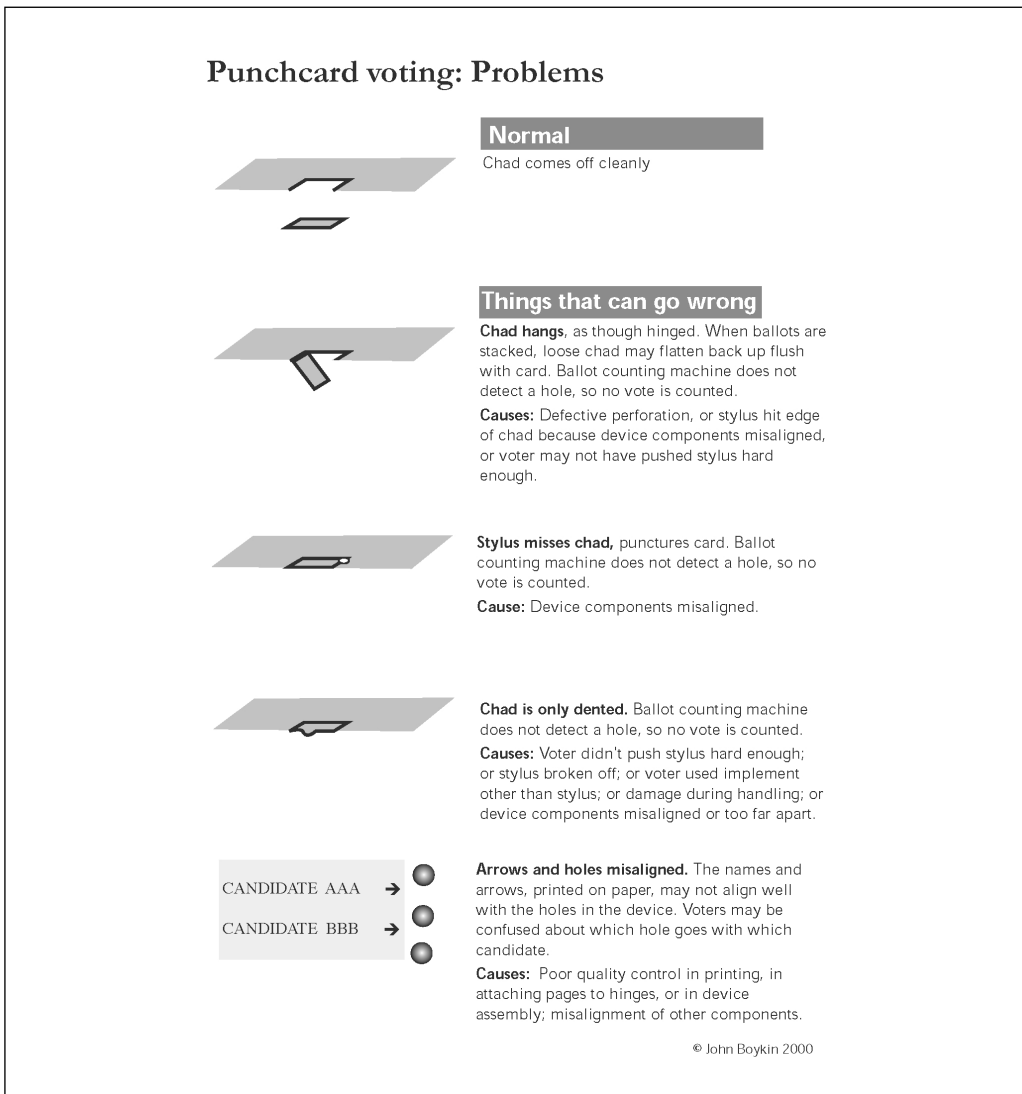 Punchcard voting: Problems
Normal
Chad comes off cleanly
Things that can go wrong
Chad hangs, as though hinged. When ballots are
stacked, loose chad may flatten back up flush
with card. Ballot counting machine does not
detect a hole, so no vote is counted.
Causes: Defective perforation, or stylus hit edge
of chad because device components misaligned,
or voter may not have pushed stylus hard
enough.
Stylus misses chad, punctures card. Ballot
counting machine does not detect a hole, so no
vote is counted.
Cause: Device components misaligned.
Chad is only dented. Ballot counting machine
does not detect a hole, so no vote is counted.
Causes: Voter didn't push stylus hard enough;
or stylus broken off; or voter used implement
other than stylus; or damage during handling; or
device components misaligned or too far apart.
CANDIDATE AAA ➔
CANDIDATE BBB ➔
Arrows and holes misaligned. The names and
arrows, printed on paper, may not align well
with the holes in the device. Voters may be
confused about which hole goes with which
candidate.
Causes: Poor quality control in printing, in
attaching pages to hinges, or in device
assembly; misalignment of other components.
© John Boykin 2000